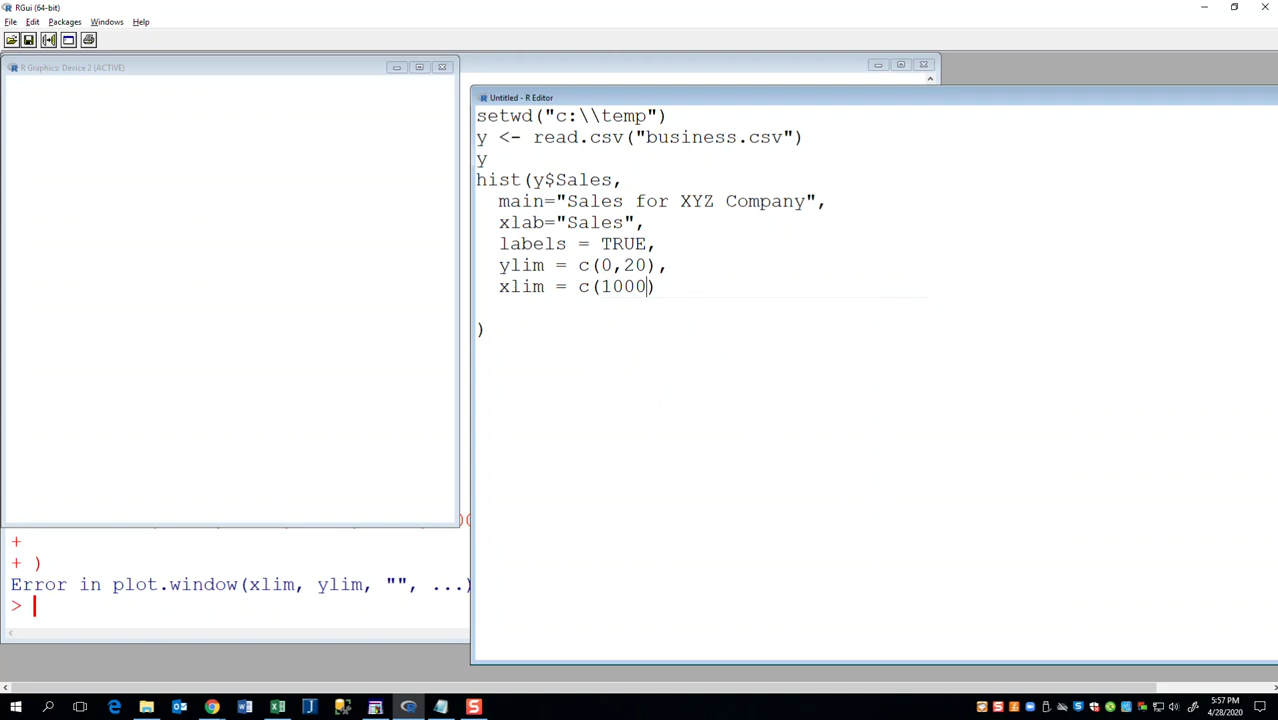 RGui (64-bit)
File Edit Packages Windows Help
R Graphics: Device 2 (ACTIVE)
Untitled - R Editor
setwd("c:\\temp")
y <- read.csv("business.csv")
y
hist(y$Sales,
main="Sales for XYZ Company",
xlab="Sales",
labels = TRUE,
ylim = c(0,20),
xlim = c(1000)
)
+
+ )
Error in plot.window(xlim, ylim, "", ...)
>
5:57 PM
4/28/2020